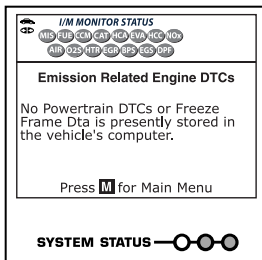 I/M MONITOR STATUS
MIS FUE CCM CAT HCA EVA HCC NOx
AIR O2S HTR EGR BPS EGS DPF
Emission Related Engine DTCs
No Powertrain DTCs or Freeze
Frame Dta is presently stored in
the vehicle's computer.
Press M for Main Menu
SYSTEM STATUS